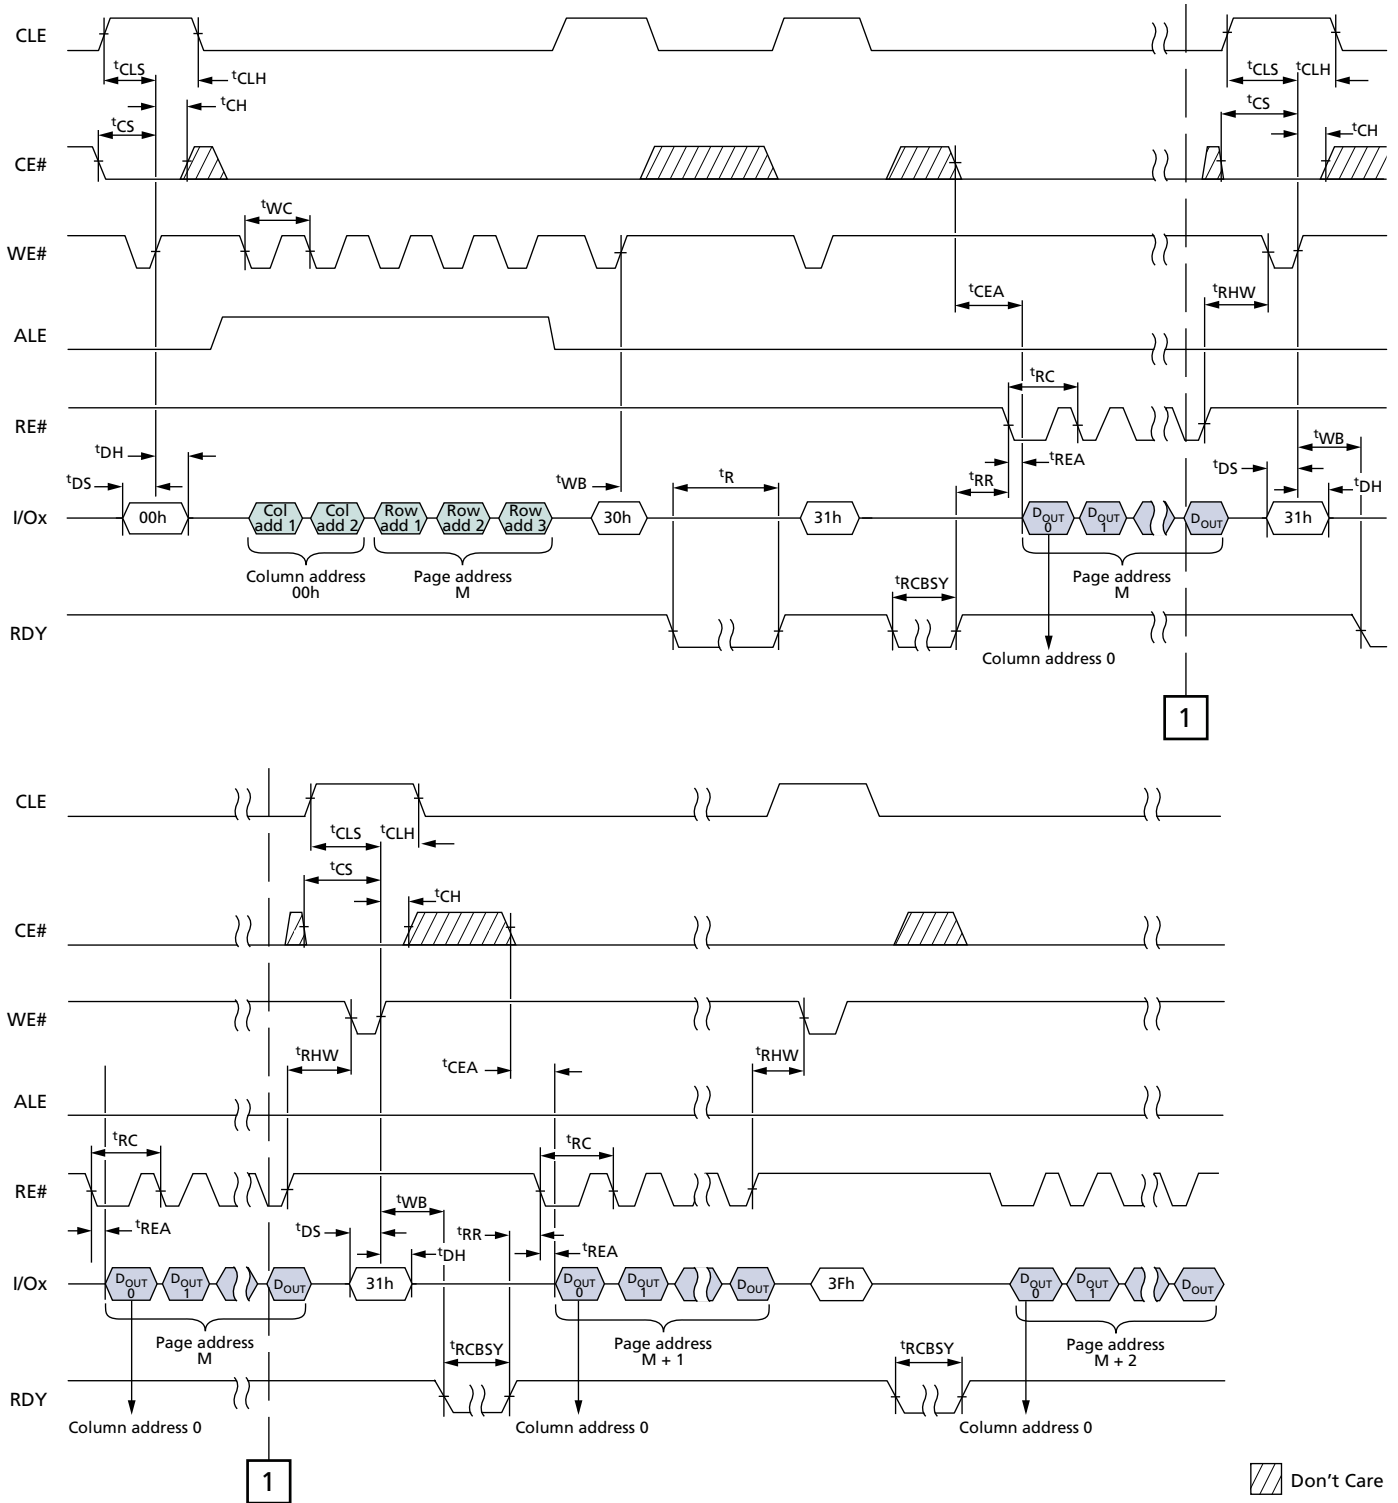 CLE
tCLS
tCLH
tCLS
tCLH
tCH
tCS
tCS
tCH
CE#
tWC
WE#
tCEA
tRHW
ALE
tRC
RE#
tDH
tWB
tREA
tDS
tWB
tR
tRR
tDS
tDH
I/Ox
00h
Col add 1
Col add 2
Row add 1
Row add 2
Row add 3
30h
31h
DOUT 0
DOUT 1
DOUT
31h
Column address
00h
Page address
M
tRCBSY
Page address
M
RDY
Column address 0
1
CLE
tCLS
tCLH
tCS
tCH
CE#
WE#
tRHW
tCEA
tRHW
ALE
tRC
tRC
RE#
tWB
tREA
tDS
tRR
tDH
tREA
I/Ox
DOUT 0
DOUT 1
DOUT
31h
DOUT 0
DOUT 1
DOUT
3Fh
DOUT 0
DOUT 1
DOUT
Page address
M
Page address
M + 1
Page address
M + 2
tRCBSY
tRCBSY
RDY
Column address 0
Column address 0
Column address 0
1
Don't Care